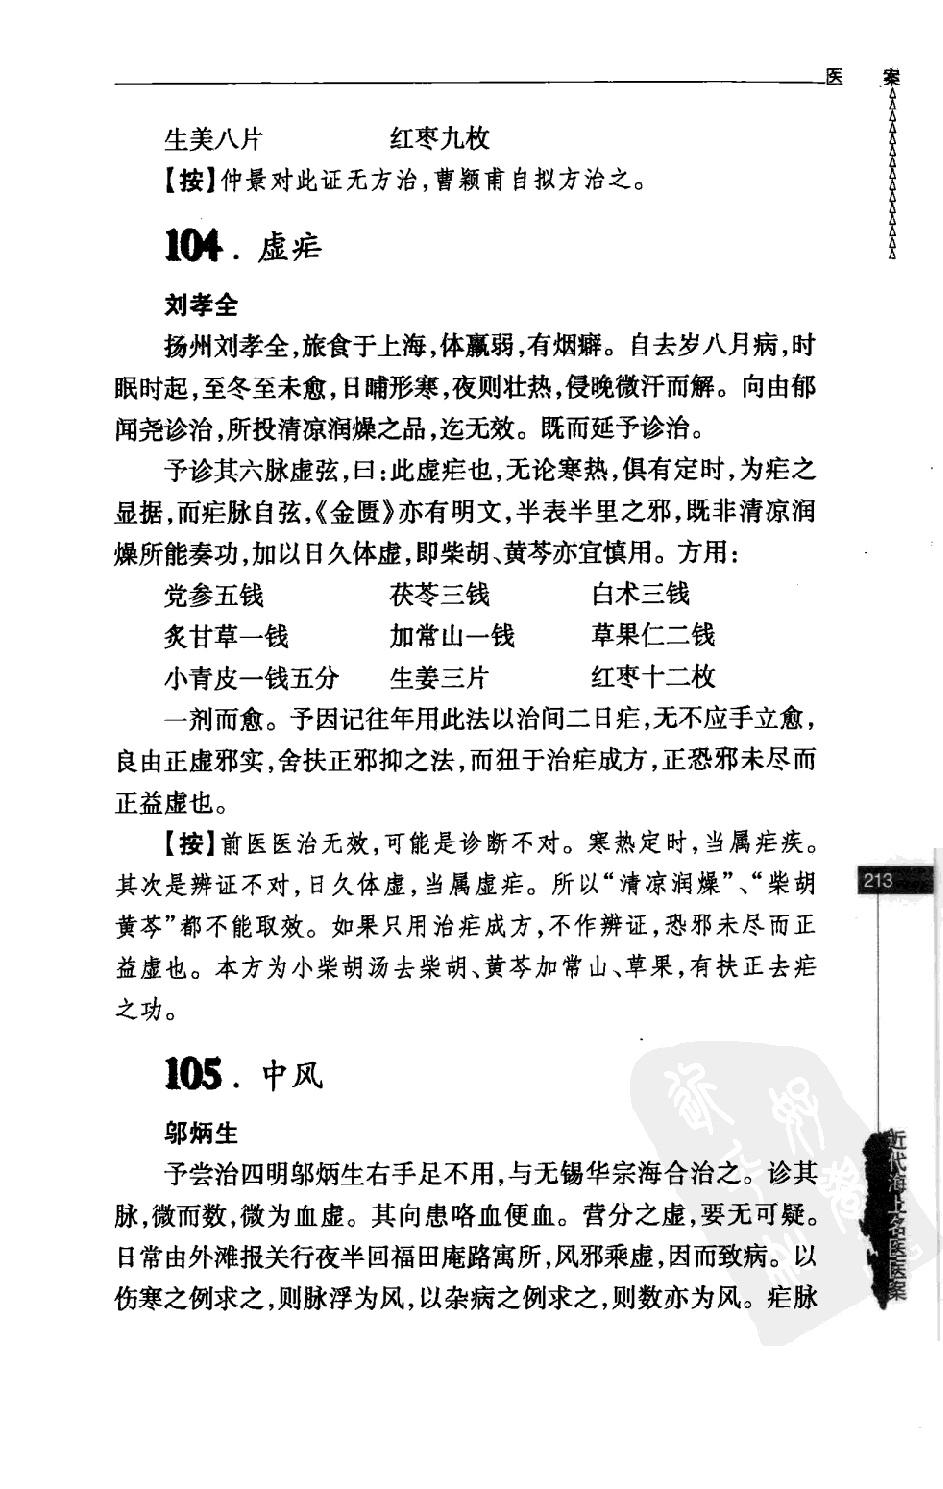 医 案
生美八片 红枣九枚
【按】仲景对此证无方治,曹颖甫自拟方治之。
104. 虚疟
刘孝全
扬州刘孝全,旅食于上海,体羸弱,有烟癖。自去岁八月病,时
眠时起,至冬至未愈,日晡形寒,夜则壮热,侵晚微汗而解。向由郁
闻尧诊治,所投清凉润燥之品,迄无效。既而延予诊治。
予诊其六脉虚弦,曰:此虚疟也,无论寒热,俱有定时,为疟之
显据,而疟脉自弦,《金匮》亦有明文,半表半里之邪,既非清凉润
燥所能奏功,加以日久体虚,即柴胡、黄芩亦宜慎用。方用:
党参五钱 茯苓三钱 白术三钱
炙甘草一钱 加常山一钱 草果仁二钱
小青皮一钱五分 生姜三片 红枣十二枚
一剂而愈。予因记往年用此法以治间二日疟,无不应手立愈,
良由正虚邪实,舍扶正邪抑之法,而狃于治疟成方,正恐邪未尽而
正益虚也。
【按】前医医治无效,可能是诊断不对。寒热定时,当属疟疾。
其次是辨证不对,日久体虚,当属虚疟。所以“清凉润燥”、“柴胡
黄芩”都不能取效。如果只用治疟成方,不作辨证,恐邪未尽而正
益虚也。本方为小柴胡汤去柴胡、黄芩加常山、草果,有扶正去疟
之功。
105. 中风
邬炳生
予尝治四明邬炳生右手足不用,与无锡华宗海合治之。诊其
脉,微而数,微为血虚。其向患咯血便血。营分之虚,要无可疑。
日常由外滩报关行夜半回福田庵路寓所,风邪乘虚,因而致病。以
伤寒之例求之,则脉浮为风,以杂病之例求之,则数亦为风。疟脉
213
近代海上名医医案